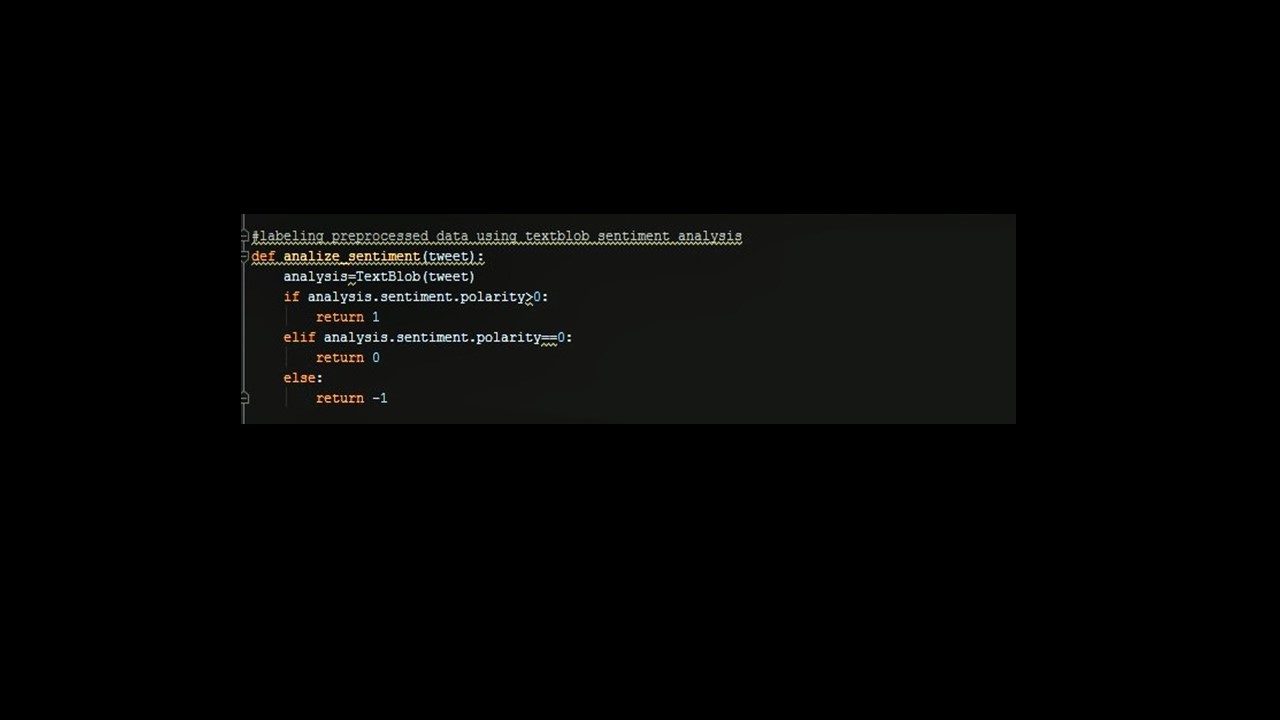 #labeling preprocessed data using textblob sentiment analysis
def analize_sentiment(tweet):
    analysis=TextBlob(tweet)
    if analysis.sentiment.polarity>0:
        return 1
    elif analysis.sentiment.polarity==0:
        return 0
    else:
        return -1